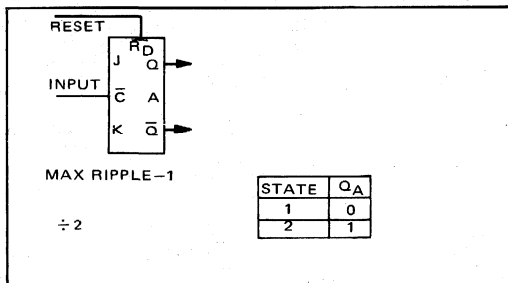 RESET
R̅D
J Q
INPUT C̅ A
K Q̅
MAX RIPPLE–1
÷2
STATE QA
1 0
2 1